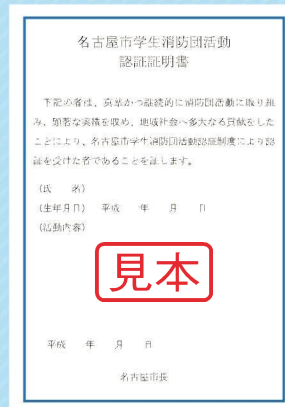 名古屋市学生消防団活動
認証証明書
下記の者は、真摯かつ継続的に消防団活動に取り組
み、顕著な実績を収め、地域社会へ多大なる貢献をした
ことにより、名古屋市学生消防団活動認証制度により認
証を受けた者であることを証します。
(氏 名)
(生年月日) 平成 年 月 日
(活動内容)
見本
平成 年 月 日
名古屋市長